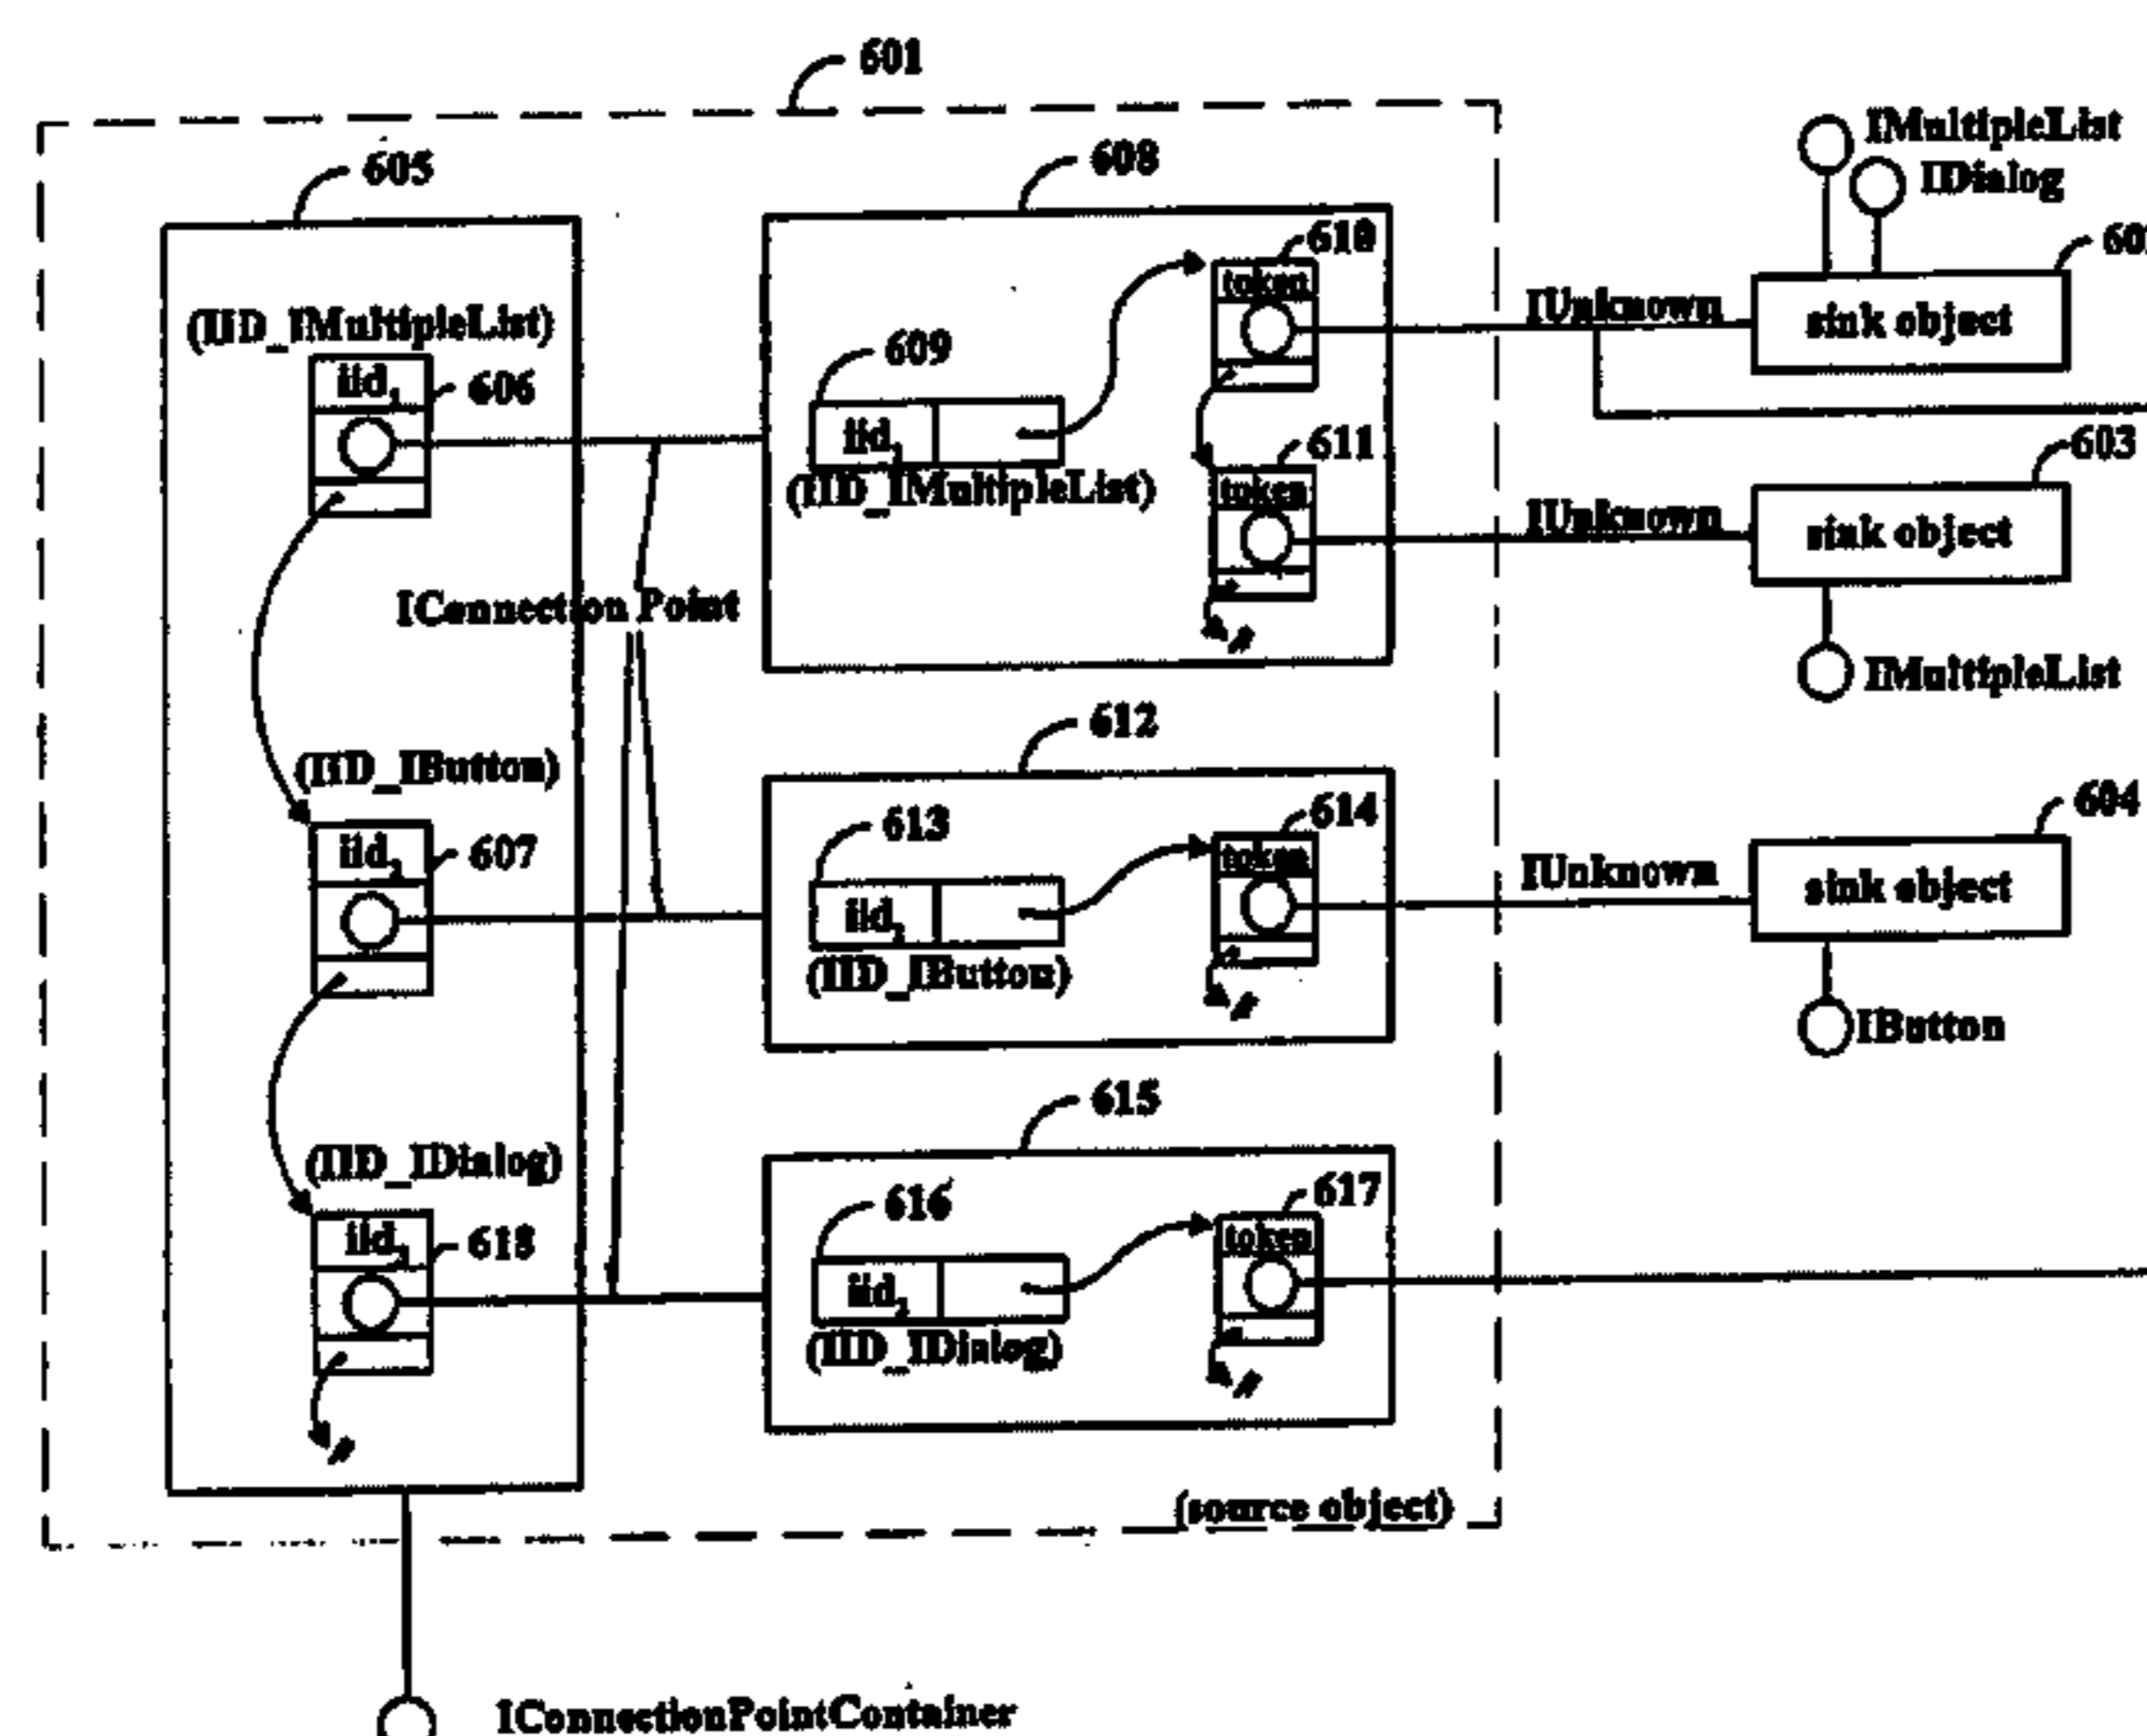 601
605
608
IMultipleList
IDialog
610
token
(IID_IMultipleList)
iid
606
609
iid
(IID_IMultipleList)
IUnknown
sink object
611
token
603
IUnknown
sink object
IConnection Point
IMultipleList
612
(IID_IButton)
iid
607
613
iid
(IID_IButton)
614
token
604
IUnknown
sink object
IButton
615
(IID_IDialog)
iid
618
616
iid
(IID_IDialog)
617
token
(source object)
IConnectionPointContainer